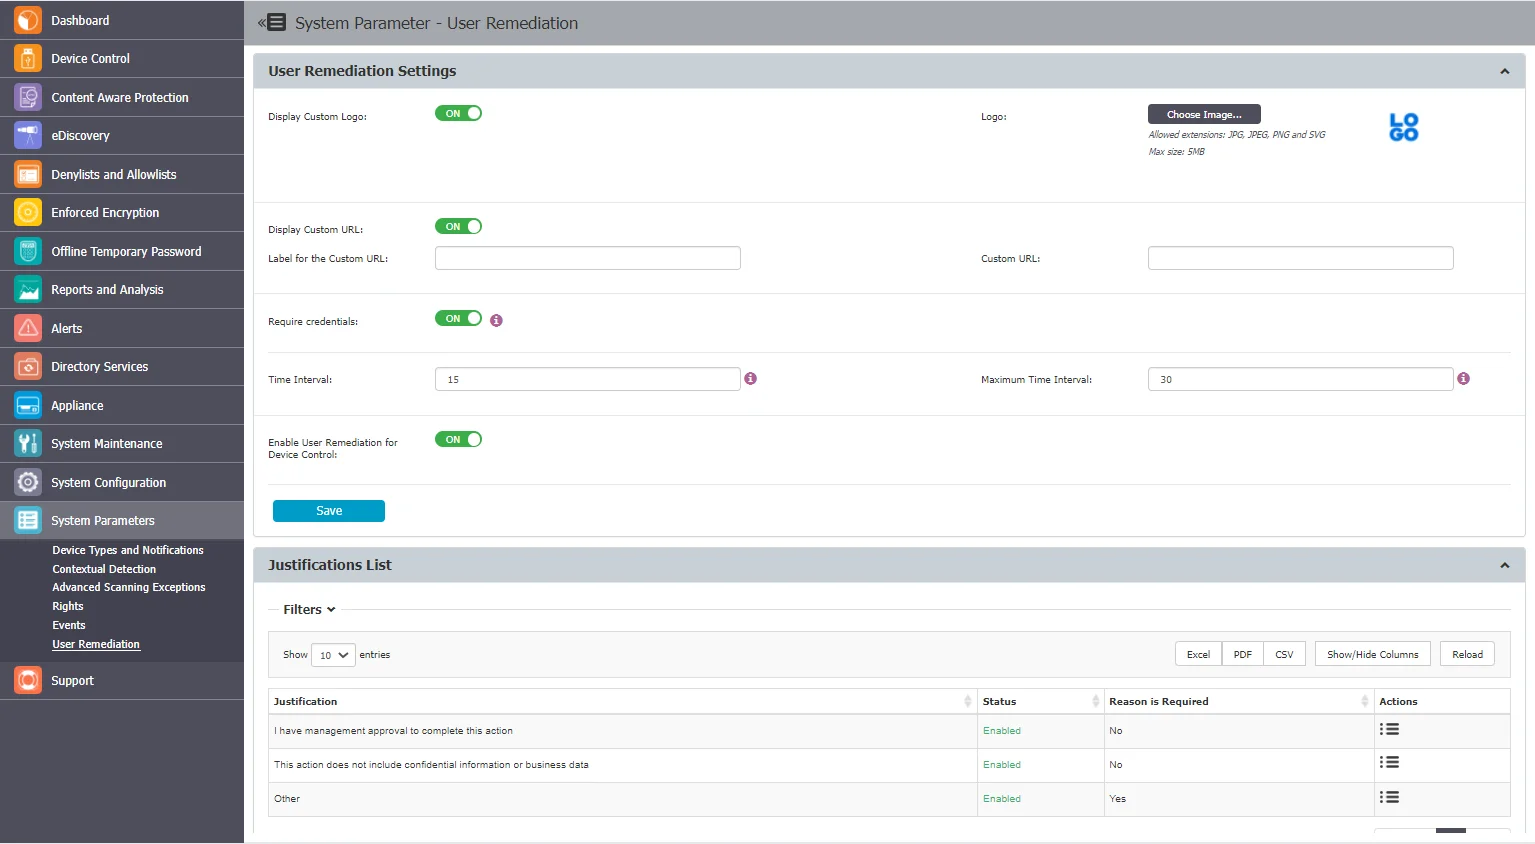 Dashboard
Device Control
Content Aware Protection
eDiscovery
Denylists and Allowlists
Enforced Encryption
Offline Temporary Password
Reports and Analysis
Alerts
Directory Services
Appliance
System Maintenance
System Configuration
System Parameters
Device Types and Notifications
Contextual Detection
Advanced Scanning Exceptions
Rights
Events
User Remediation
Support
System Parameter - User Remediation
User Remediation Settings
Display Custom Logo: ON
Logo: Choose Image...
Allowed extensions: JPG, JPEG, PNG and SVG
Max size: 5MB
LO
GO
Display Custom URL: ON
Label for the Custom URL: Custom URL:
Require credentials: ON
Time Interval: 15 Maximum Time Interval: 30
Enable User Remediation for
Device Control:
ON
Save
Justifications List
Filters
Show 10 entries Excel PDF CSV Show/Hide Columns Reload
Justification Status Reason is Required Actions
I have management approval to complete this action Enabled No
This action does not include confidential information or business data Enabled No
Other Enabled Yes